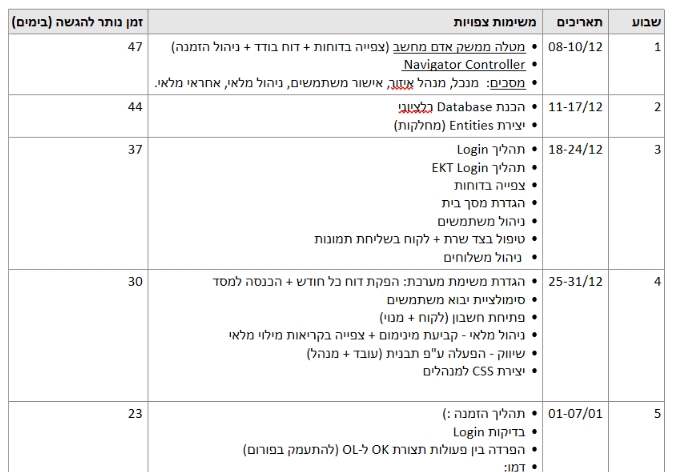 שבוע תאריכים משימות צפויות זמן נותר להגשה (בימים)
1 08-10/12 • מטלה ממשק אדם מחשב (צפייה בדוחות + דוח בודד + ניהול הזמנה) 47
• Navigator Controller
• מסכים: מנכל, מנהל איזור, אישור משתמשים, ניהול מלאי, אחראי מלאי.
2 11-17/12 • הכנת Database רלציוני 44
• יצירת Entities (מחלקות)
3 18-24/12 • תהליך Login 37
• תהליך EKT Login
• צפייה בדוחות
• הגדרת מסך בית
• ניהול משתמשים
• טיפול בצד שרת + לקוח בשליחת תמונות
• ניהול משלוחים
4 25-31/12 • הגדרת משימת מערכת: הפקת דוח כל חודש + הכנסה למסד 30
• סימולציית יבוא משתמשים
• פתיחת חשבון (לקוח + מנוי)
• ניהול מלאי - קביעת מינימום + צפייה בקריאות מילוי מלאי
• שיווק - הפעלה ע"פ תבנית (עובד + מנהל)
• יצירת CSS למנהלים
5 01-07/01 • תהליך הזמנה :) 23
• בדיקות Login
• הפרדה בין פעולות תצורת OK ל-OL (להתעמק בפורום)
• דמו: